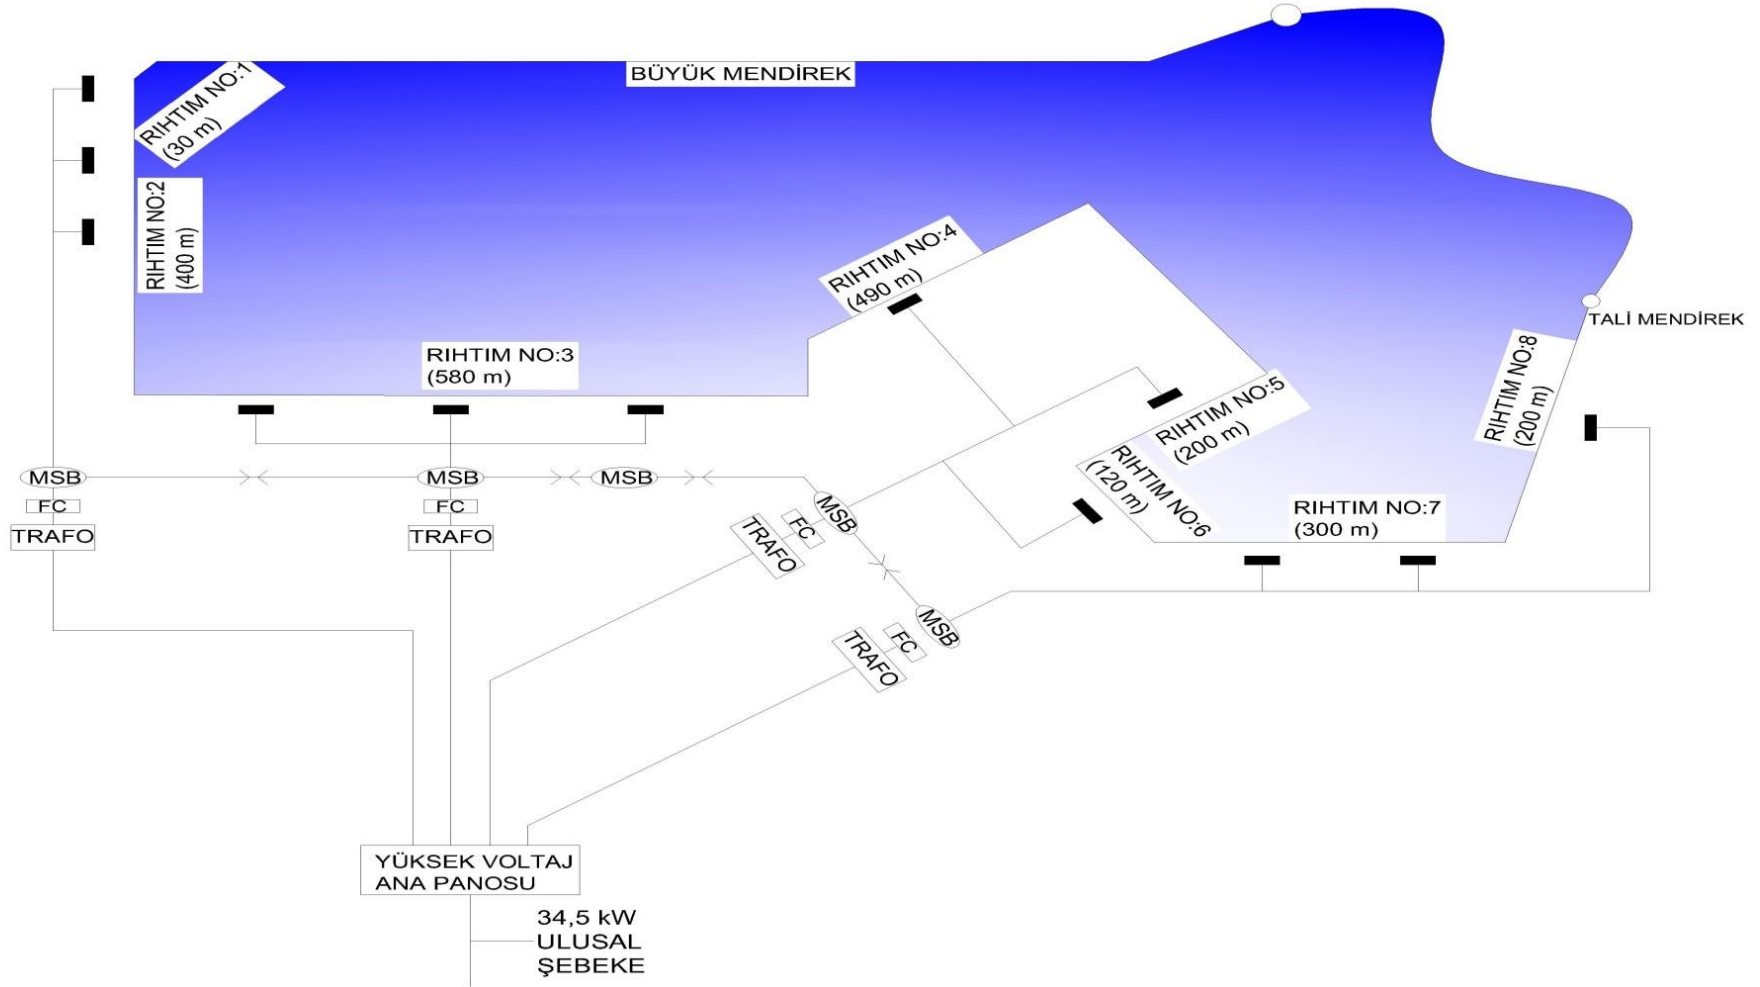 BÜYÜK MENDİREK
RIHTIM NO:1
(30 m)
RIHTIM NO:2
(400 m)
RIHTIM NO:3
(580 m)
RIHTIM NO:4
(490 m)
RIHTIM NO:5
(200 m)
RIHTIM NO:6
(120 m)
RIHTIM NO:7
(300 m)
RIHTIM NO:8
(200 m)
TALİ MENDİREK
MSB
FC
TRAFO
MSB
FC
TRAFO
MSB
MSB
FC
TRAFO
MSB
FC
TRAFO
YÜKSEK VOLTAJ
ANA PANOSU
34,5 kW
ULUSAL
ŞEBEKE